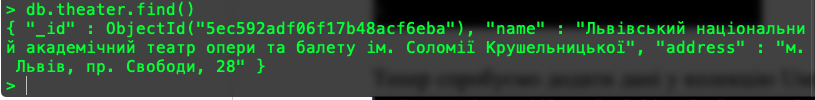 > db.theater.find()
{ "_id" : ObjectId("5ec592adf06f17b48acf6eba"), "name" : "Львівський національни
й академічний театр опери та балету ім. Соломії Крушельницької", "address" : "м.
 Львів, пр. Свободи, 28" }
>